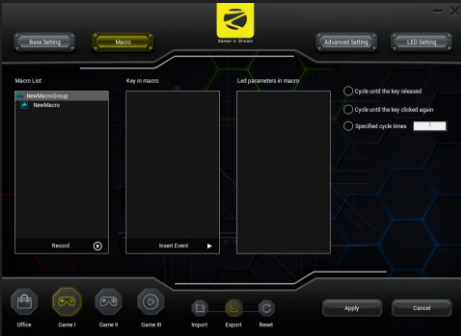 Gamer's Dream
Base Setting
Macro
Advanced Setting
LED Setting
Macro List
Key in macro
Led parameters in macro
NewMacroGroup
NewMacro
Cycle until the key released
Cycle until the key clicked again
Specified cycle times
Record
Insert Event
Office
Game I
Game II
Game III
Import
Export
Reset
Apply
Cancel